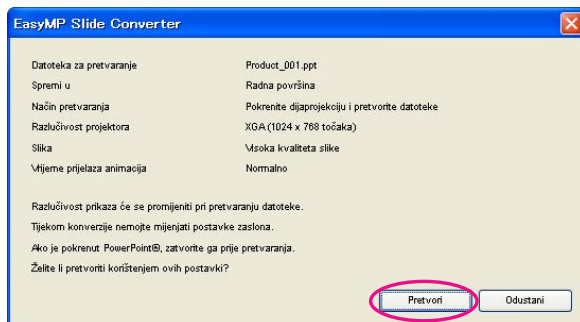 EasyMP Slide Converter
Datoteka za pretvaranje Product_001.ppt
Spremi u Radna površina
Način pretvaranja Pokrenite dijaprojekciju i pretvorite datoteke
Razlučivost projektora XGA (1024 x 768 točaka)
Slika Visoka kvaliteta slike
Vrijeme prijelaza animacija Normalno
Razlučivost prikaza će se promijeniti pri pretvaranju datoteke.
Tijekom konverzije nemojte mijenjati postavke zaslona.
Ako je pokrenut PowerPoint®, zatvorite ga prije pretvaranja.
Želite li pretvoriti korištenjem ovih postavki?
Pretvori Odustani